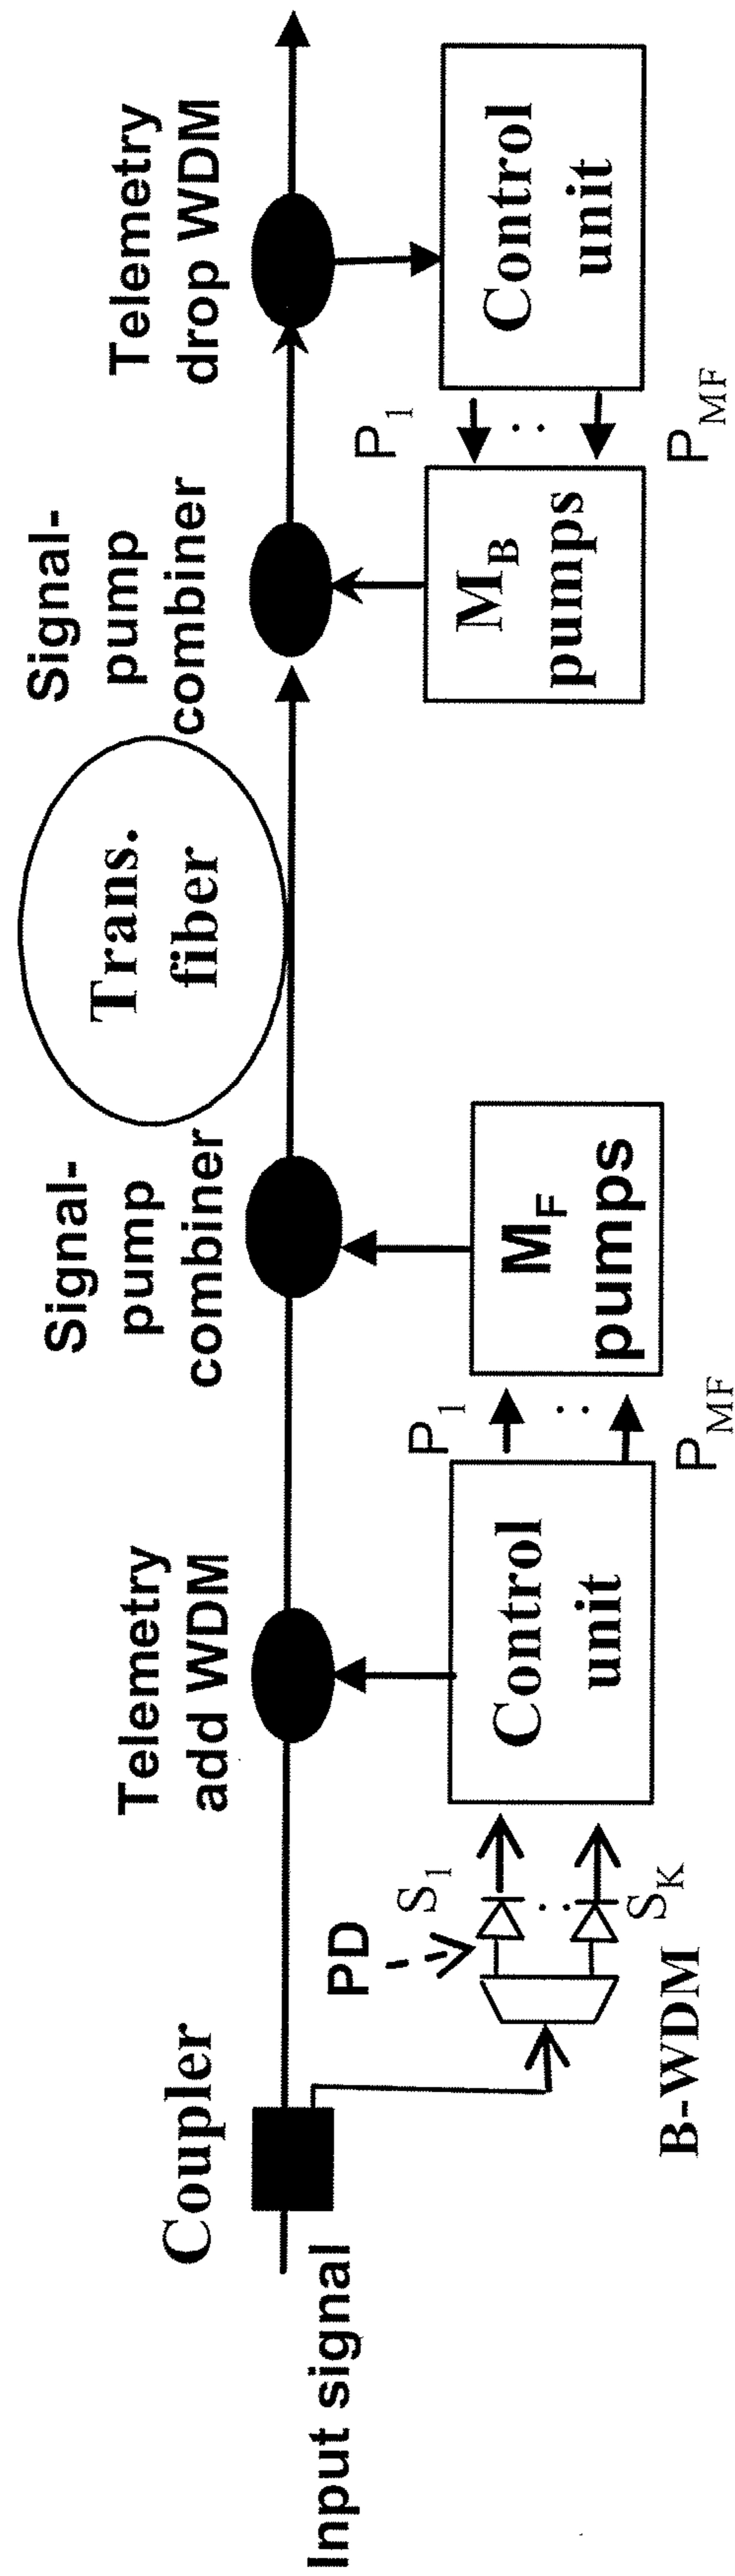 Input signal
Coupler
PD
S1
SK
B-WDM
Telemetry
add WDM
Control
unit
P1
PMF
Signal-
pump
combiner
MF
pumps
Trans.
fiber
Signal-
pump
combiner
MB
pumps
P1
PMF
Telemetry
drop WDM
Control
unit